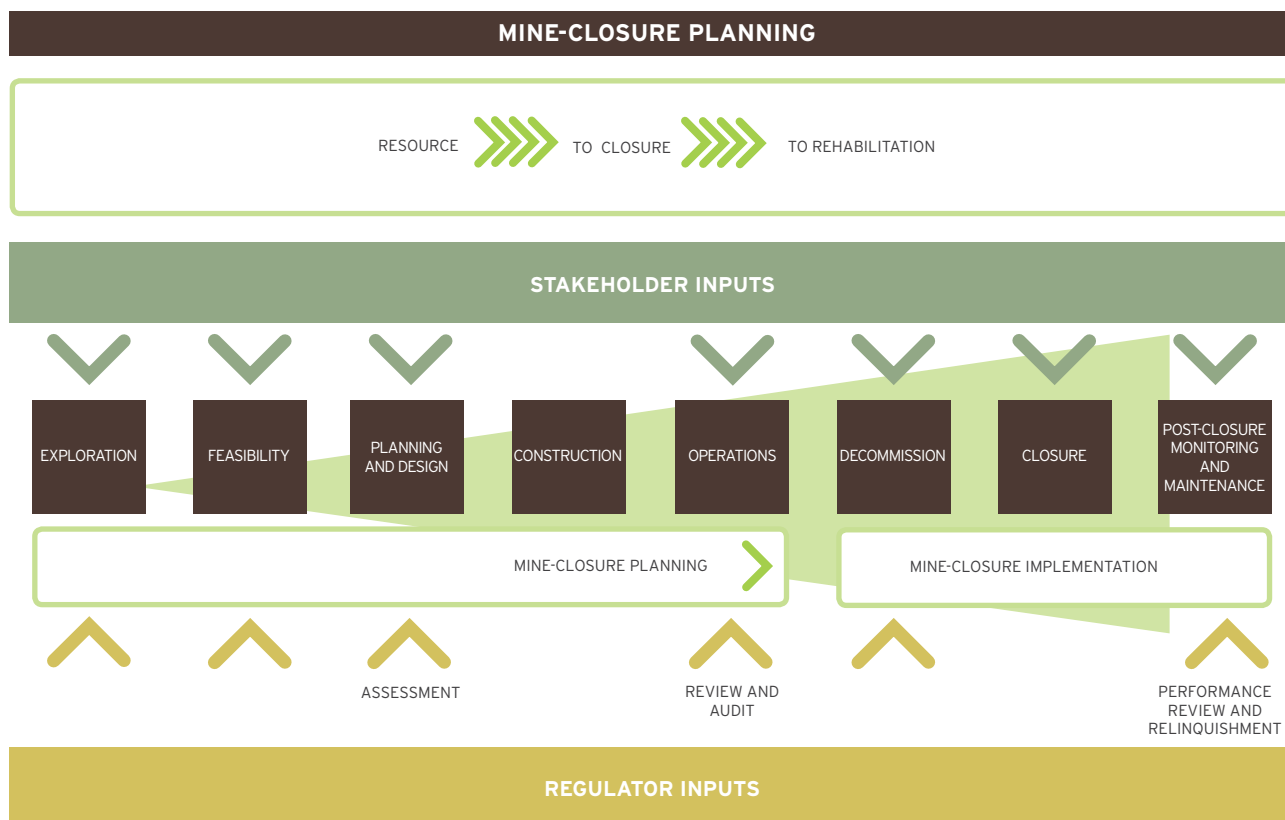 MINE-CLOSURE PLANNING
RESOURCE TO CLOSURE TO REHABILITATION
STAKEHOLDER INPUTS
EXPLORATION
FEASIBILITY
PLANNING
AND DESIGN
CONSTRUCTION
OPERATIONS
DECOMMISSION
CLOSURE
POST-CLOSURE
MONITORING
AND
MAINTENANCE
MINE-CLOSURE PLANNING
MINE-CLOSURE IMPLEMENTATION
ASSESSMENT
REVIEW AND
AUDIT
PERFORMANCE
REVIEW AND
RELINQUISHMENT
REGULATOR INPUTS